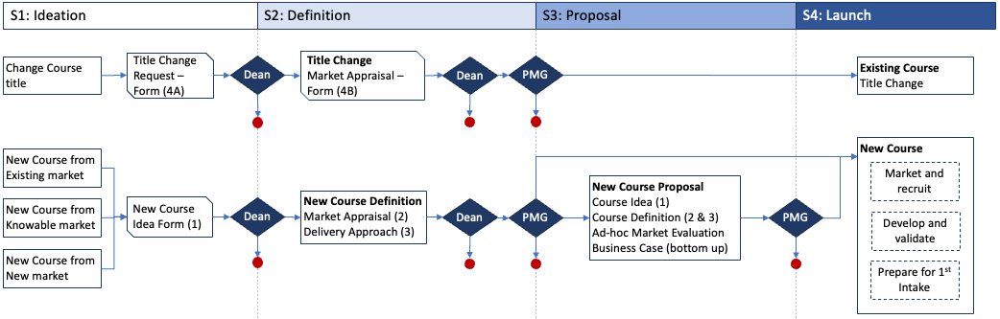 S1: Ideation
S2: Definition
S3: Proposal
S4: Launch
Change Course
title
Title Change
Request –
Form (4A)
Dean
Title Change
Market Appraisal –
Form (4B)
Dean
PMG
Existing Course
Title Change
New Course from
Existing market
New Course from
Knowable market
New Course from
New market
New Course
Idea Form (1)
Dean
New Course Definition
Market Appraisal (2)
Delivery Approach (3)
Dean
PMG
New Course Proposal
Course Idea (1)
Course Definition (2 & 3)
Ad-hoc Market Evaluation
Business Case (bottom up)
PMG
New Course
Market and
recruit
Develop and
validate
Prepare for 1st
Intake